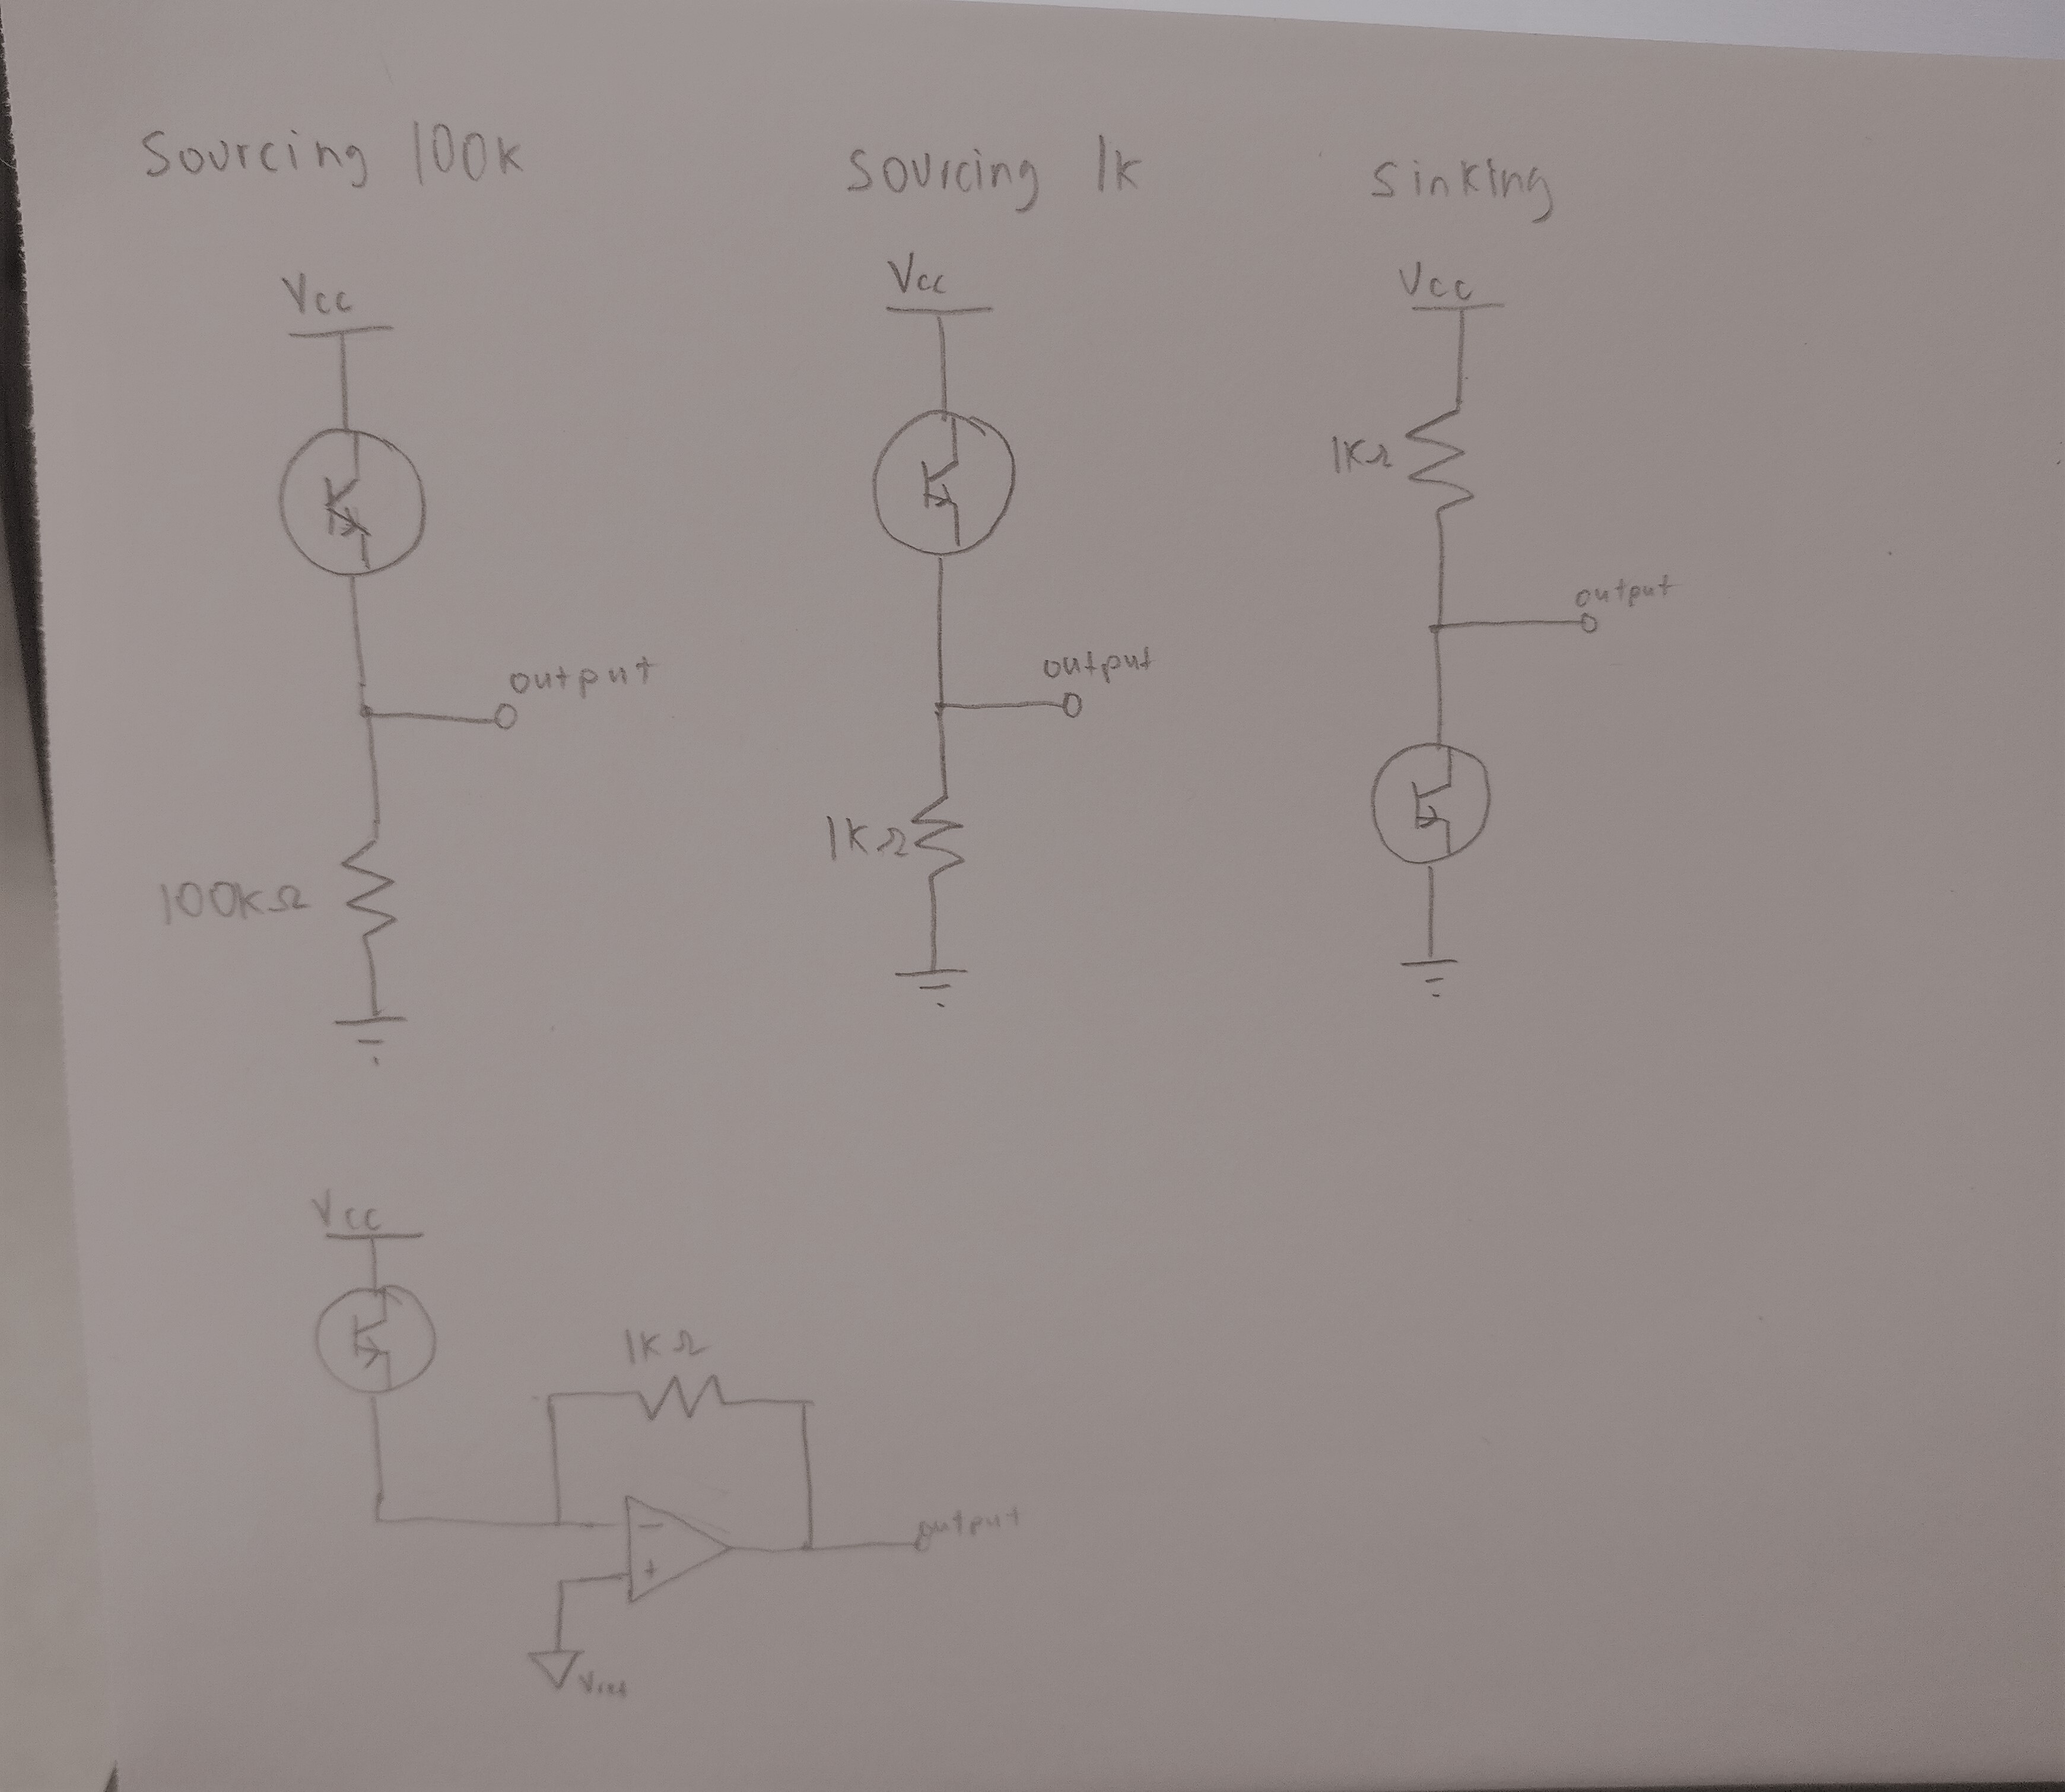 Sourcing 100k
Sourcing 1k
Sinking
Vcc
Vcc
Vcc
1KΩ
output
output
output
1KΩ
100kΩ
Vcc
1KΩ
output
-
+
Vref